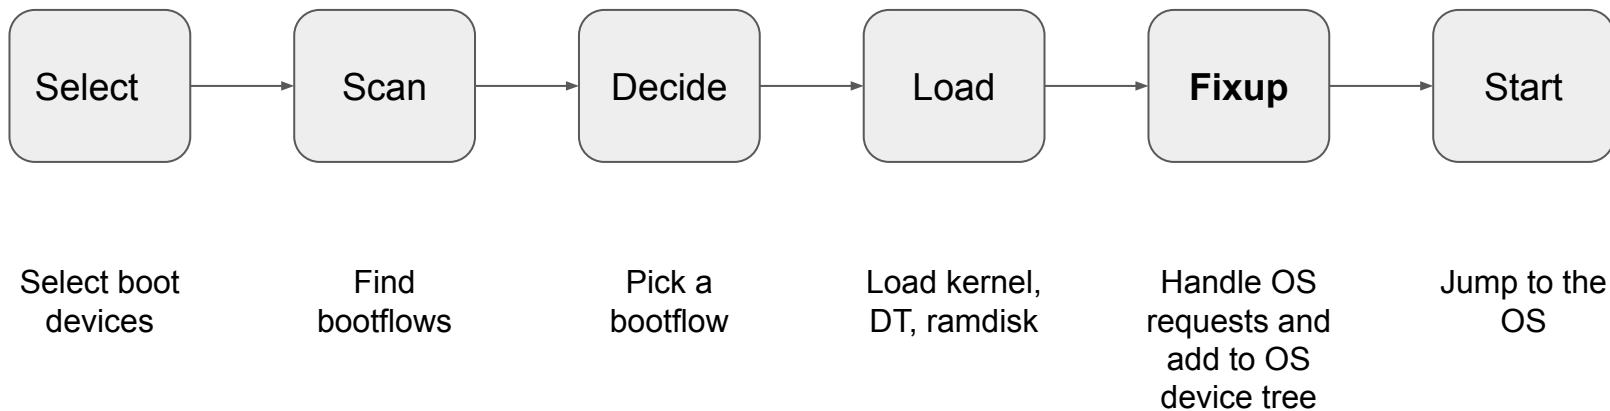 Select
Scan
Decide
Load
Fixup
Start
Select boot
devices
Find
bootflows
Pick a
bootflow
Load kernel,
DT, ramdisk
Handle OS
requests and
add to OS
device tree
Jump to the
OS